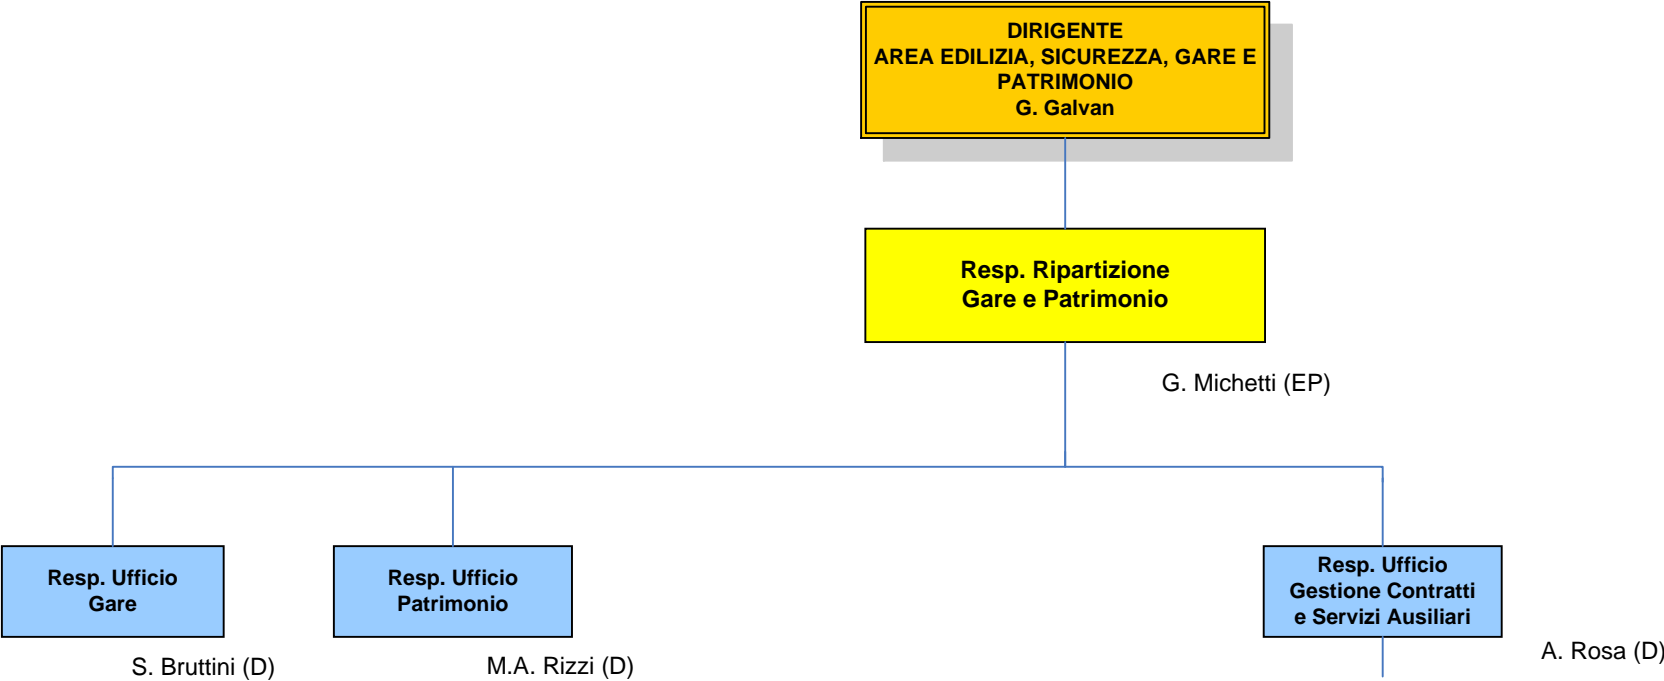 DIRIGENTE
AREA EDILIZIA, SICUREZZA, GARE E
PATRIMONIO
G. Galvan
Resp. Ripartizione
Gare e Patrimonio
G. Michetti (EP)
Resp. Ufficio
Gare
S. Bruttini (D)
Resp. Ufficio
Patrimonio
M.A. Rizzi (D)
Resp. Ufficio
Gestione Contratti
e Servizi Ausiliari
A. Rosa (D)